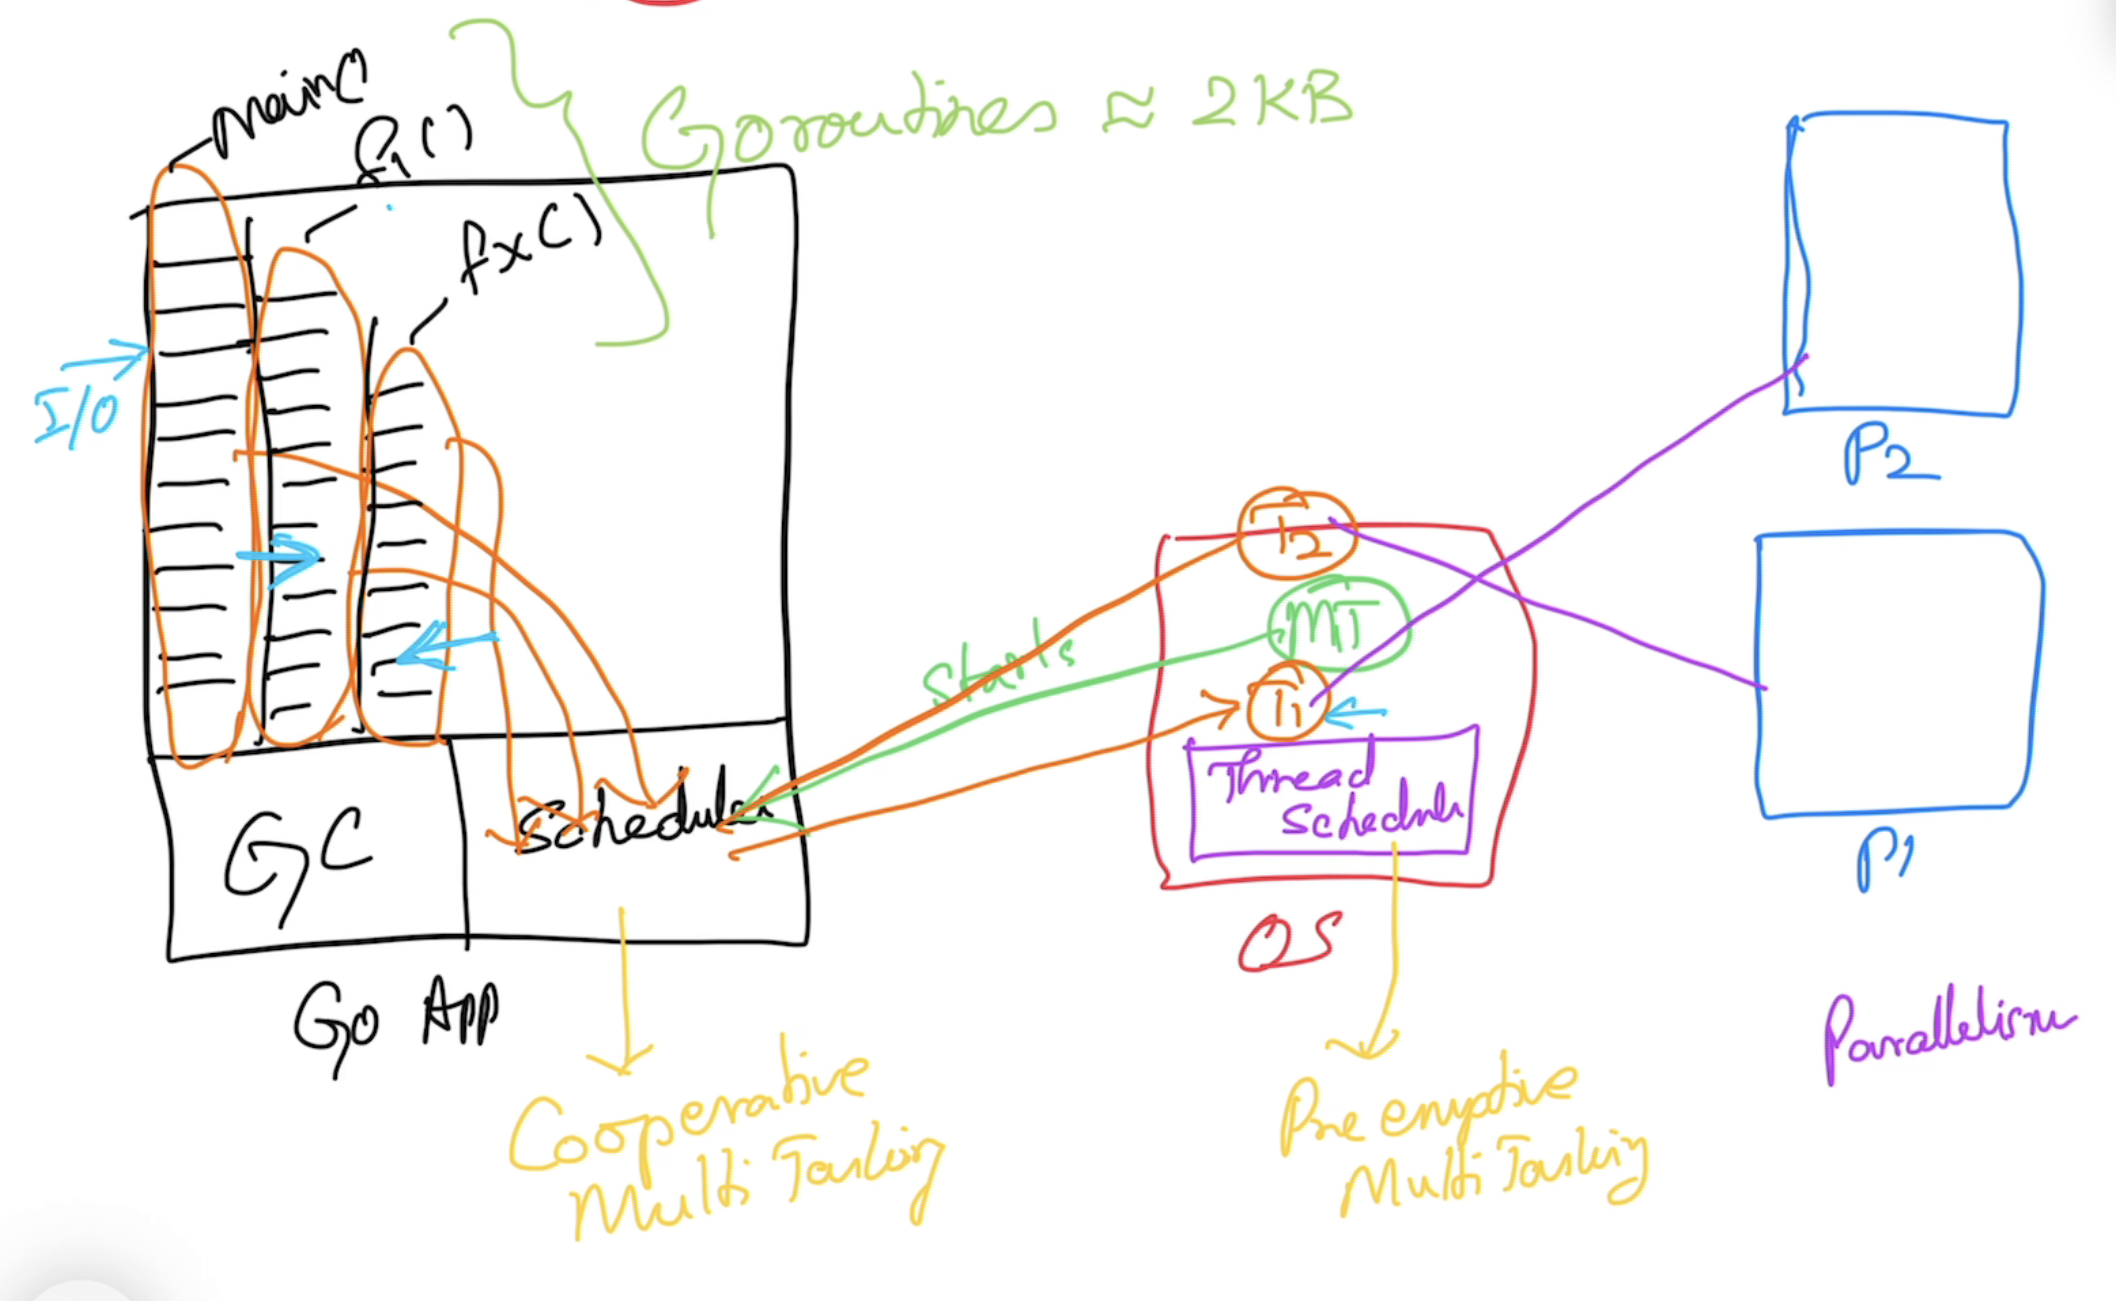 main()
f1()
fx()
Goroutines ≈ 2KB
I/O
GC
Scheduler
Go App
Cooperative
Multi Tasking
starts
T2
MT
T1
Thread
Scheduler
OS
Pre emptive
Multi Tasking
P2
P1
Parallelism